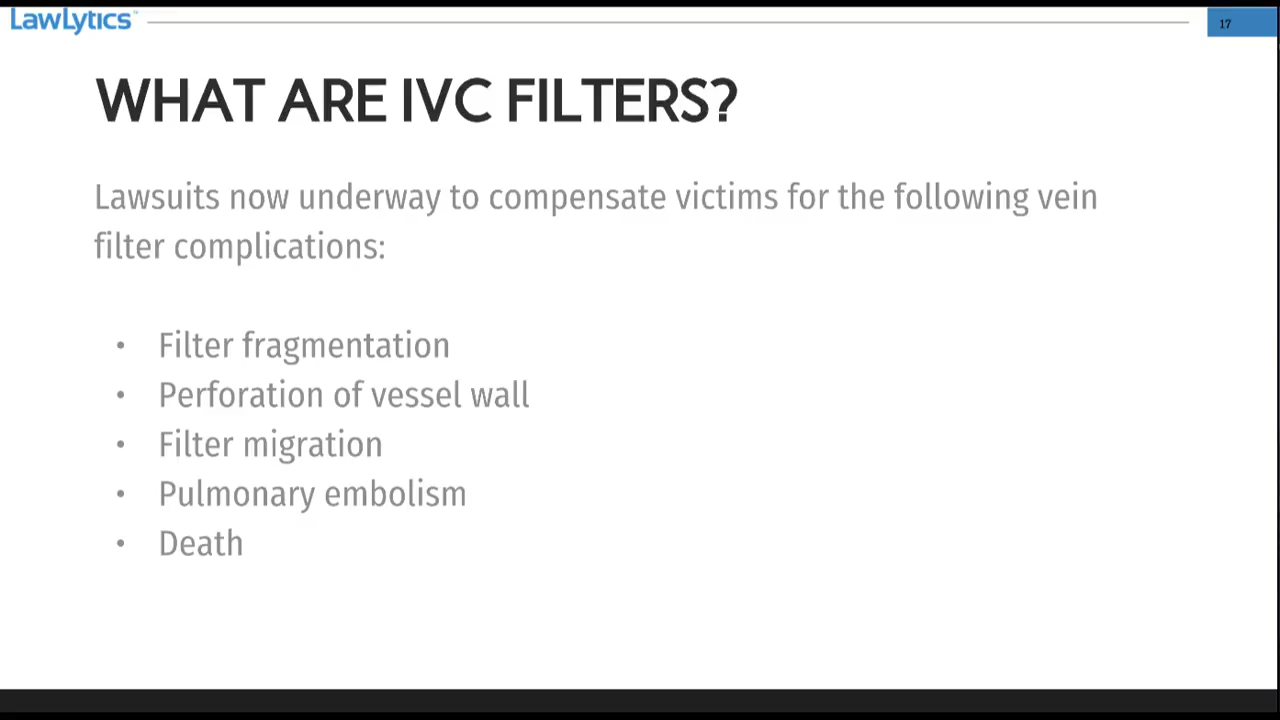 LawLytics™
17
WHAT ARE IVC FILTERS?
Lawsuits now underway to compensate victims for the following vein
filter complications:
• Filter fragmentation
• Perforation of vessel wall
• Filter migration
• Pulmonary embolism
• Death